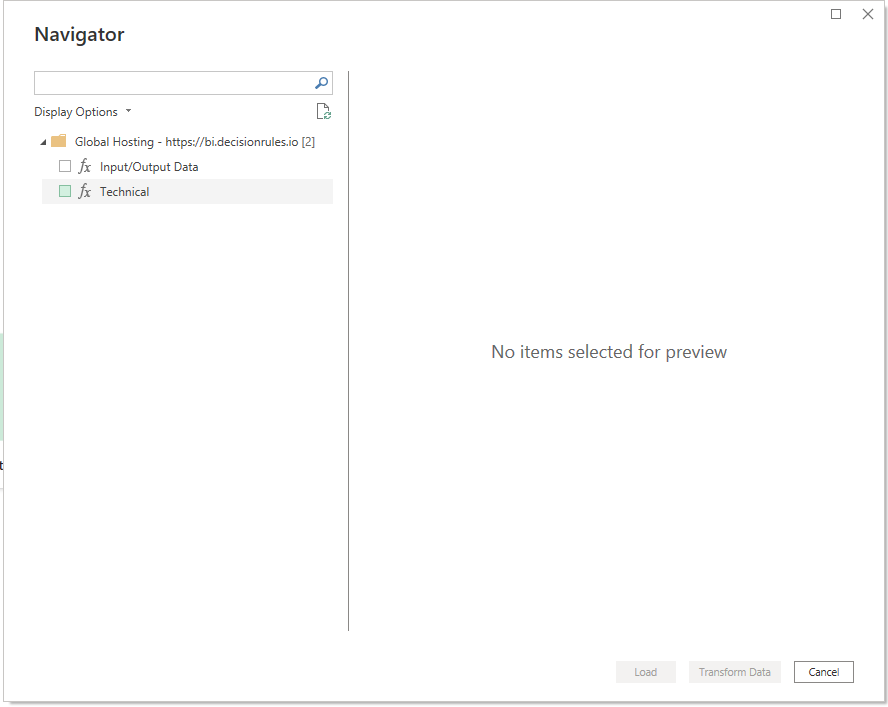 Navigator
Display Options
Global Hosting - https://bi.decisionrules.io [2]
fx Input/Output Data
fx Technical
No items selected for preview
t
Load Transform Data Cancel